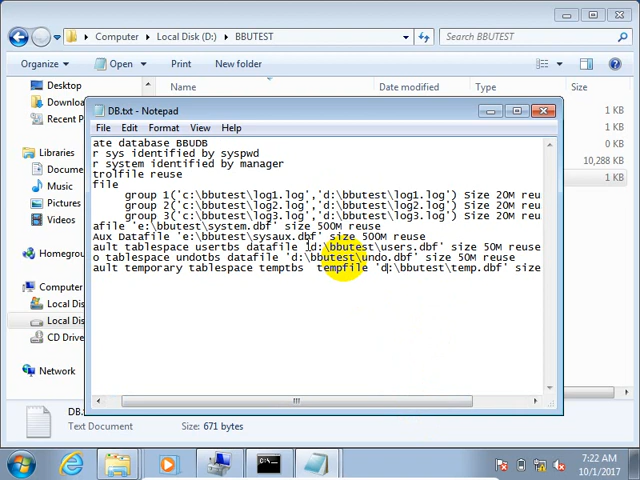 Computer
Local Disk (D:)
BBUTEST
Search BBUTEST
Organize
Open
Print
New folder
Desktop
Downloa
Recent P
Libraries
Docume
Music
Pictures
Videos
Homegroup
Computer
Local Dis
Local Dis
CD Drive
Network
Name
Date modified
Type
Size
1 KB
1 KB
0 KB
10,288 KB
1 KB
DB.txt - Notepad
File Edit Format View Help
ate database BBUDB
r sys identified by syspwd
r system identified by manager
trolfile reuse
file
group 1('c:\bbutest\log1.log','d:\bbutest\log1.log') Size 20M reu
group 2('c:\bbutest\log2.log','d:\bbutest\log2.log') Size 20M reu
group 3('c:\bbutest\log3.log','d:\bbutest\log3.log') Size 20M reu
afile 'e:\bbutest\system.dbf' size 500M reuse
Aux Datafile 'e:\bbutest\sysaux.dbf' size 500M reuse
ault tablespace usertbs datafile 'd:\bbutest\users.dbf' size 50M reuse
o tablespace undotbs datafile 'd:\bbutest\undo.dbf' size 50M reuse
ault temporary tablespace temptbs tempfile 'd:\bbutest\temp.dbf' size
DB.t
Text Document
Size: 671 bytes
7:22 AM
10/1/2017